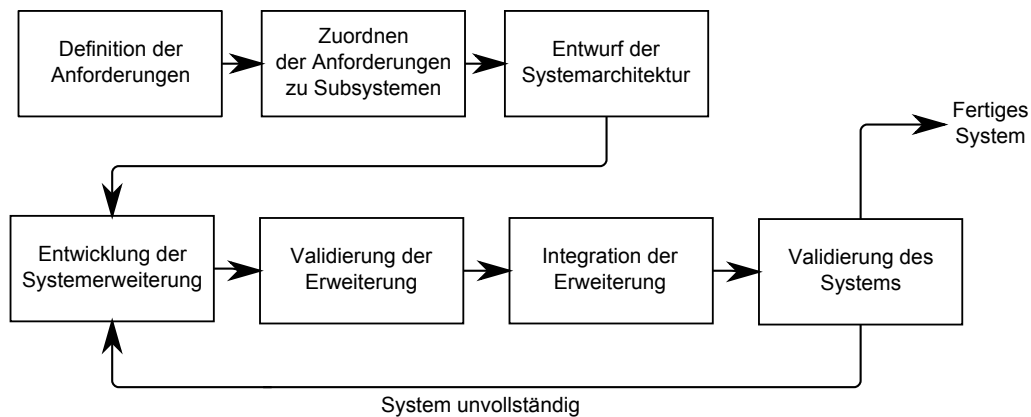 Definition der
Anforderungen
Zuordnen
der Anforderungen
zu Subsystemen
Entwurf der
Systemarchitektur
Fertiges
System
Entwicklung der
Systemerweiterung
Validierung der
Erweiterung
Integration der
Erweiterung
Validierung des
Systems
System unvollständig